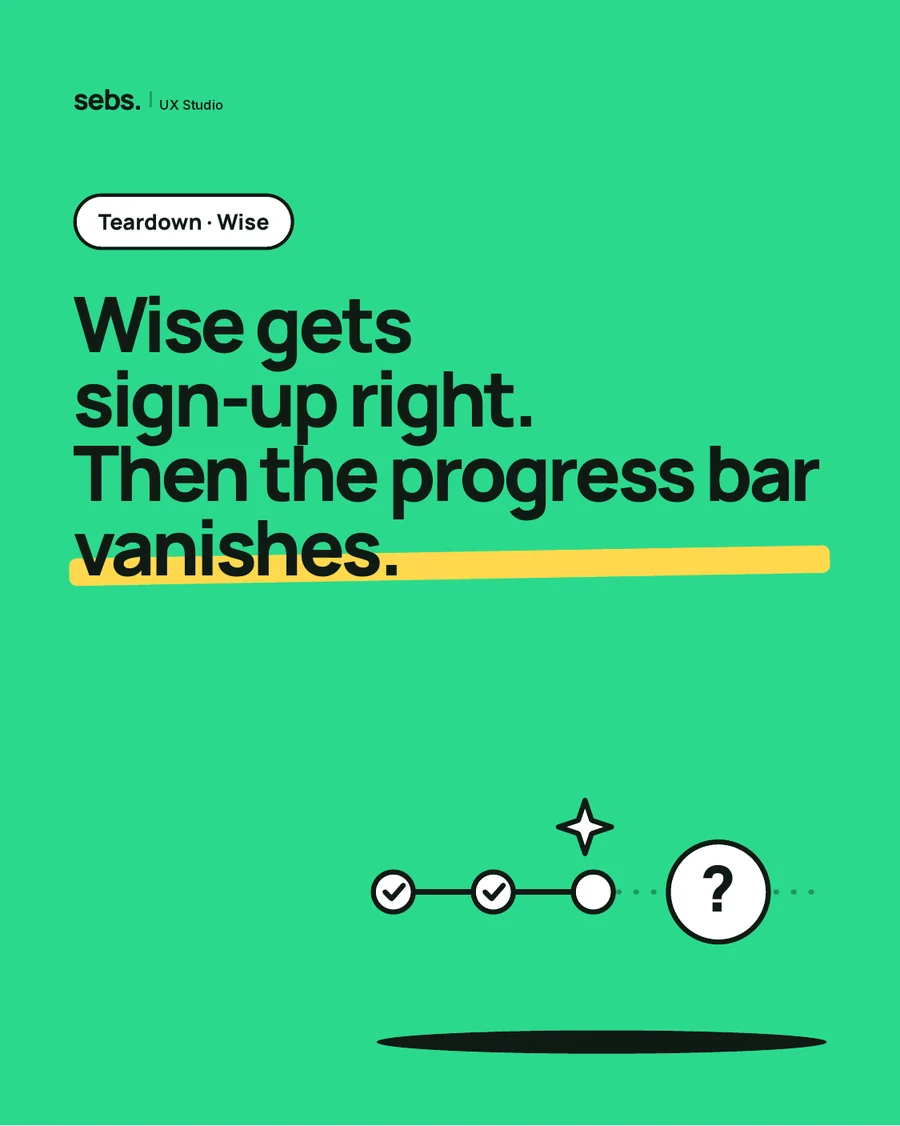 sebs. | UX Studio
Teardown · Wise
Wise gets
sign-up right.
Then the progress bar
vanishes.
?